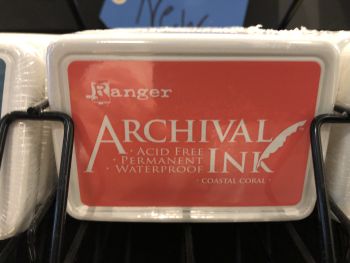 Ranger
ARCHIVAL
· ACID FREE
· PERMANENT
· WATERPROOF
INK
· COASTAL CORAL ·